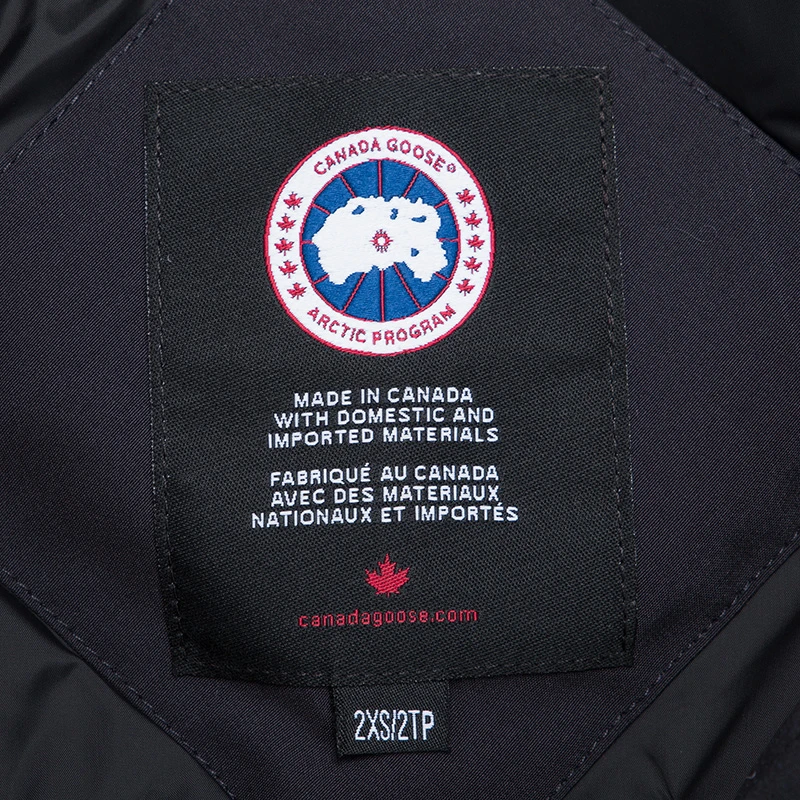 CANADA GOOSE®
ARCTIC PROGRAM
MADE IN CANADA
WITH DOMESTIC AND
IMPORTED MATERIALS
FABRIQUÉ AU CANADA
AVEC DES MATERIAUX
NATIONAUX ET IMPORTÉS
canadagoose.com
2XS/2TP